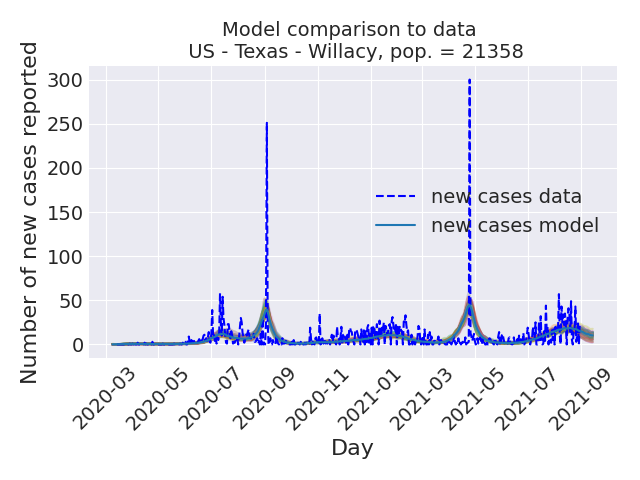 Model comparison to data
US - Texas - Willacy, pop. = 21358
Number of new cases reported
300
250
200
150
100
50
0
new cases data
new cases model
2020-03
2020-05
2020-07
2020-09
2020-11
2021-01
2021-03
2021-05
2021-07
2021-09
Day